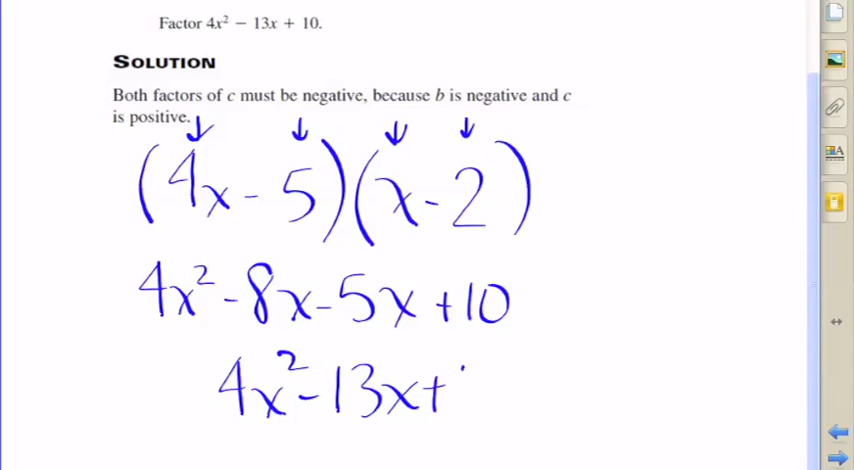 Factor 4x² − 13x + 10.
SOLUTION
Both factors of c must be negative, because b is negative and c
is positive.
(4x - 5)(x - 2)
4x² - 8x - 5x + 10
4x² - 13x +